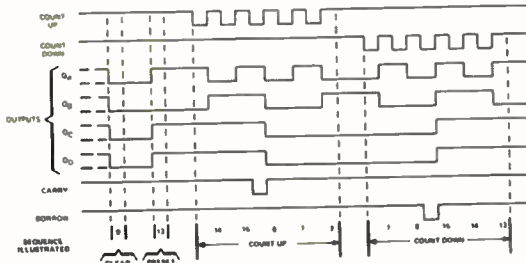 COUNT
UP
COUNT
DOWN
QA
QB
OUTPUTS
QC
QD
CARRY
BORROW
SEQUENCE
ILLUSTRATED
0 13 14 15 0 1 2 1 0 15 14 13
COUNT UP COUNT DOWN
CLEAR PRESET